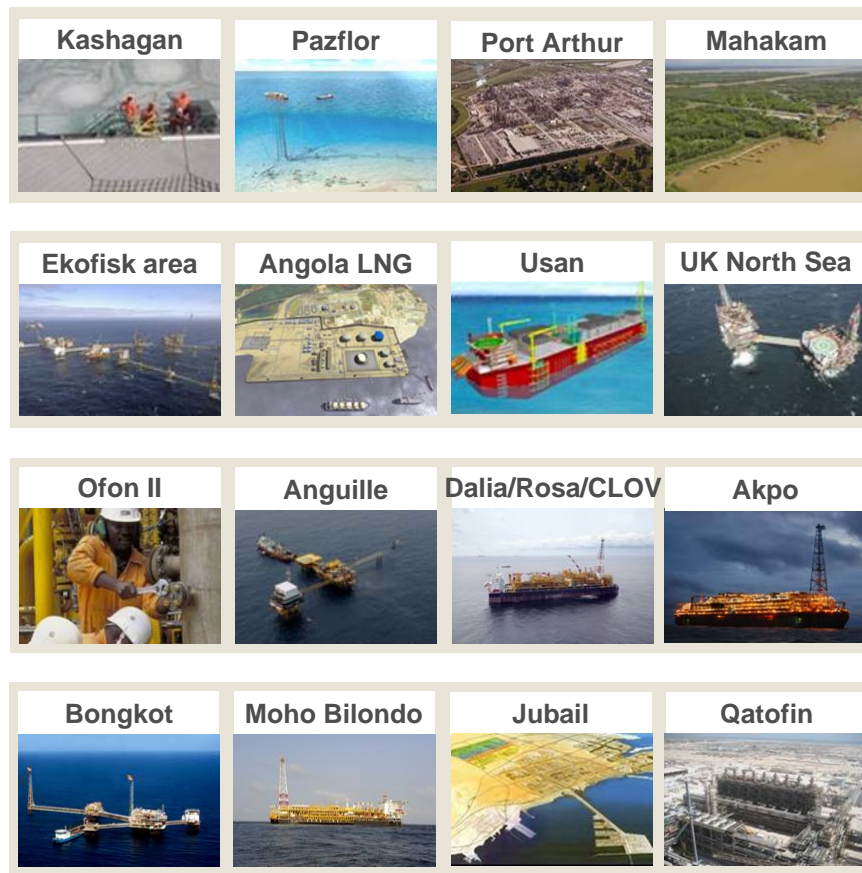 Kashagan
Pazflor
Port Arthur
Mahakam
Ekofisk area
Angola LNG
Usan
UK North Sea
Ofon II
Anguille
Dalia/Rosa/CLOV
Akpo
Bongkot
Moho Bilondo
Jubail
Qatofin